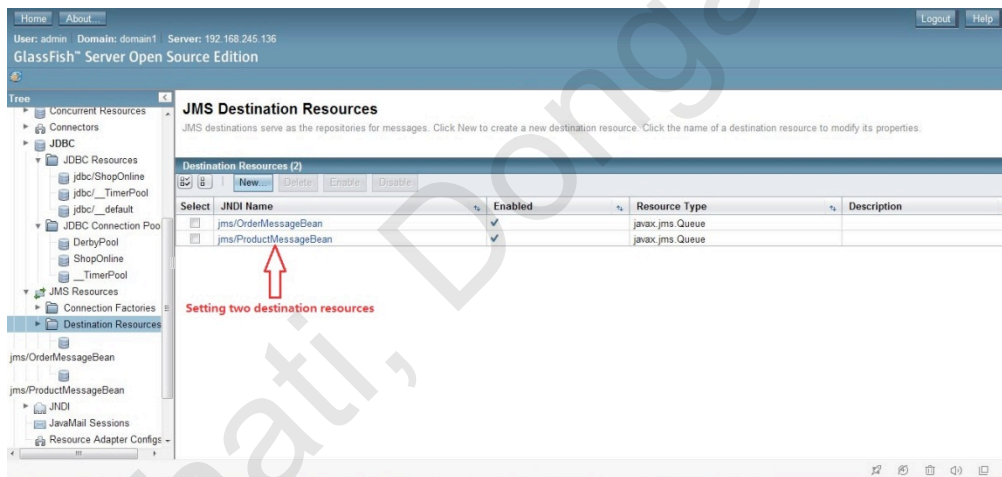 Home About...
Logout Help
User: admin Domain: domain1 Server: 192.168.245.136
GlassFish™ Server Open Source Edition
Tree
Concurrent Resources
Connectors
JDBC
JDBC Resources
jdbc/ShopOnline
jdbc/__TimerPool
jdbc/__default
JDBC Connection Poo
DerbyPool
ShopOnline
__TimerPool
JMS Resources
Connection Factories
Destination Resources
jms/OrderMessageBean
jms/ProductMessageBean
JNDI
JavaMail Sessions
Resource Adapter Configs
JMS Destination Resources
JMS destinations serve as the repositories for messages. Click New to create a new destination resource. Click the name of a destination resource to modify its properties.
Destination Resources (2)
New... Delete Enable Disable
Select JNDI Name Enabled Resource Type Description
jms/OrderMessageBean javax.jms.Queue
jms/ProductMessageBean javax.jms.Queue
Setting two destination resources
hati, Dong